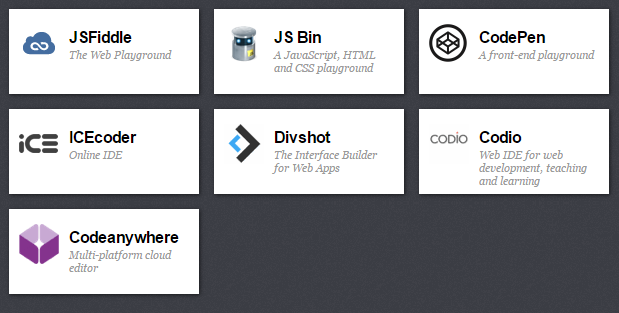 JSFiddle
The Web Playground
JS Bin
A JavaScript, HTML
and CSS playground
CodePen
A front-end playground
ICE
ICEcoder
Online IDE
Divshot
The Interface Builder
for Web Apps
CODIO
Codio
Web IDE for web
development, teaching
and learning
Codeanywhere
Multi-platform cloud
editor